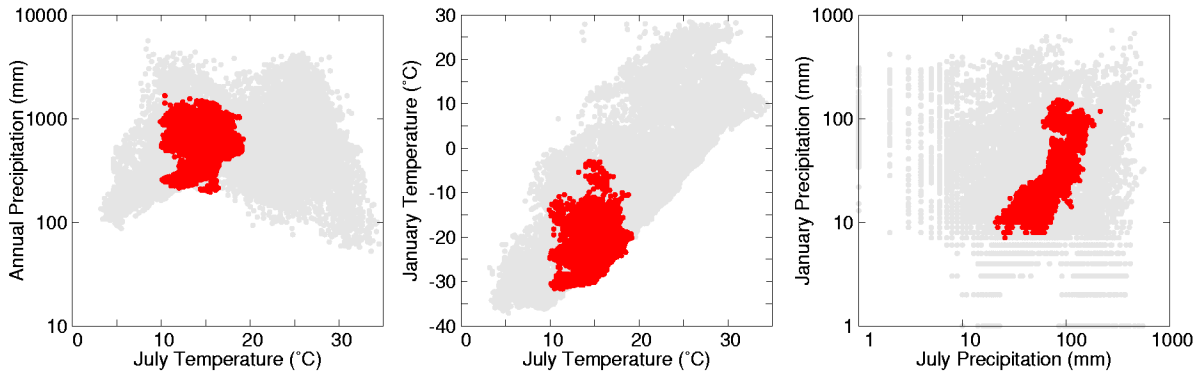 10000
1000
100
10
Annual Precipitation (mm)
0 10 20 30
July Temperature (°C)
30
20
10
0
-10
-20
-30
-40
January Temperature (°C)
0 10 20 30
July Temperature (°C)
1000
100
10
1
January Precipitation (mm)
1 10 100 1000
July Precipitation (mm)